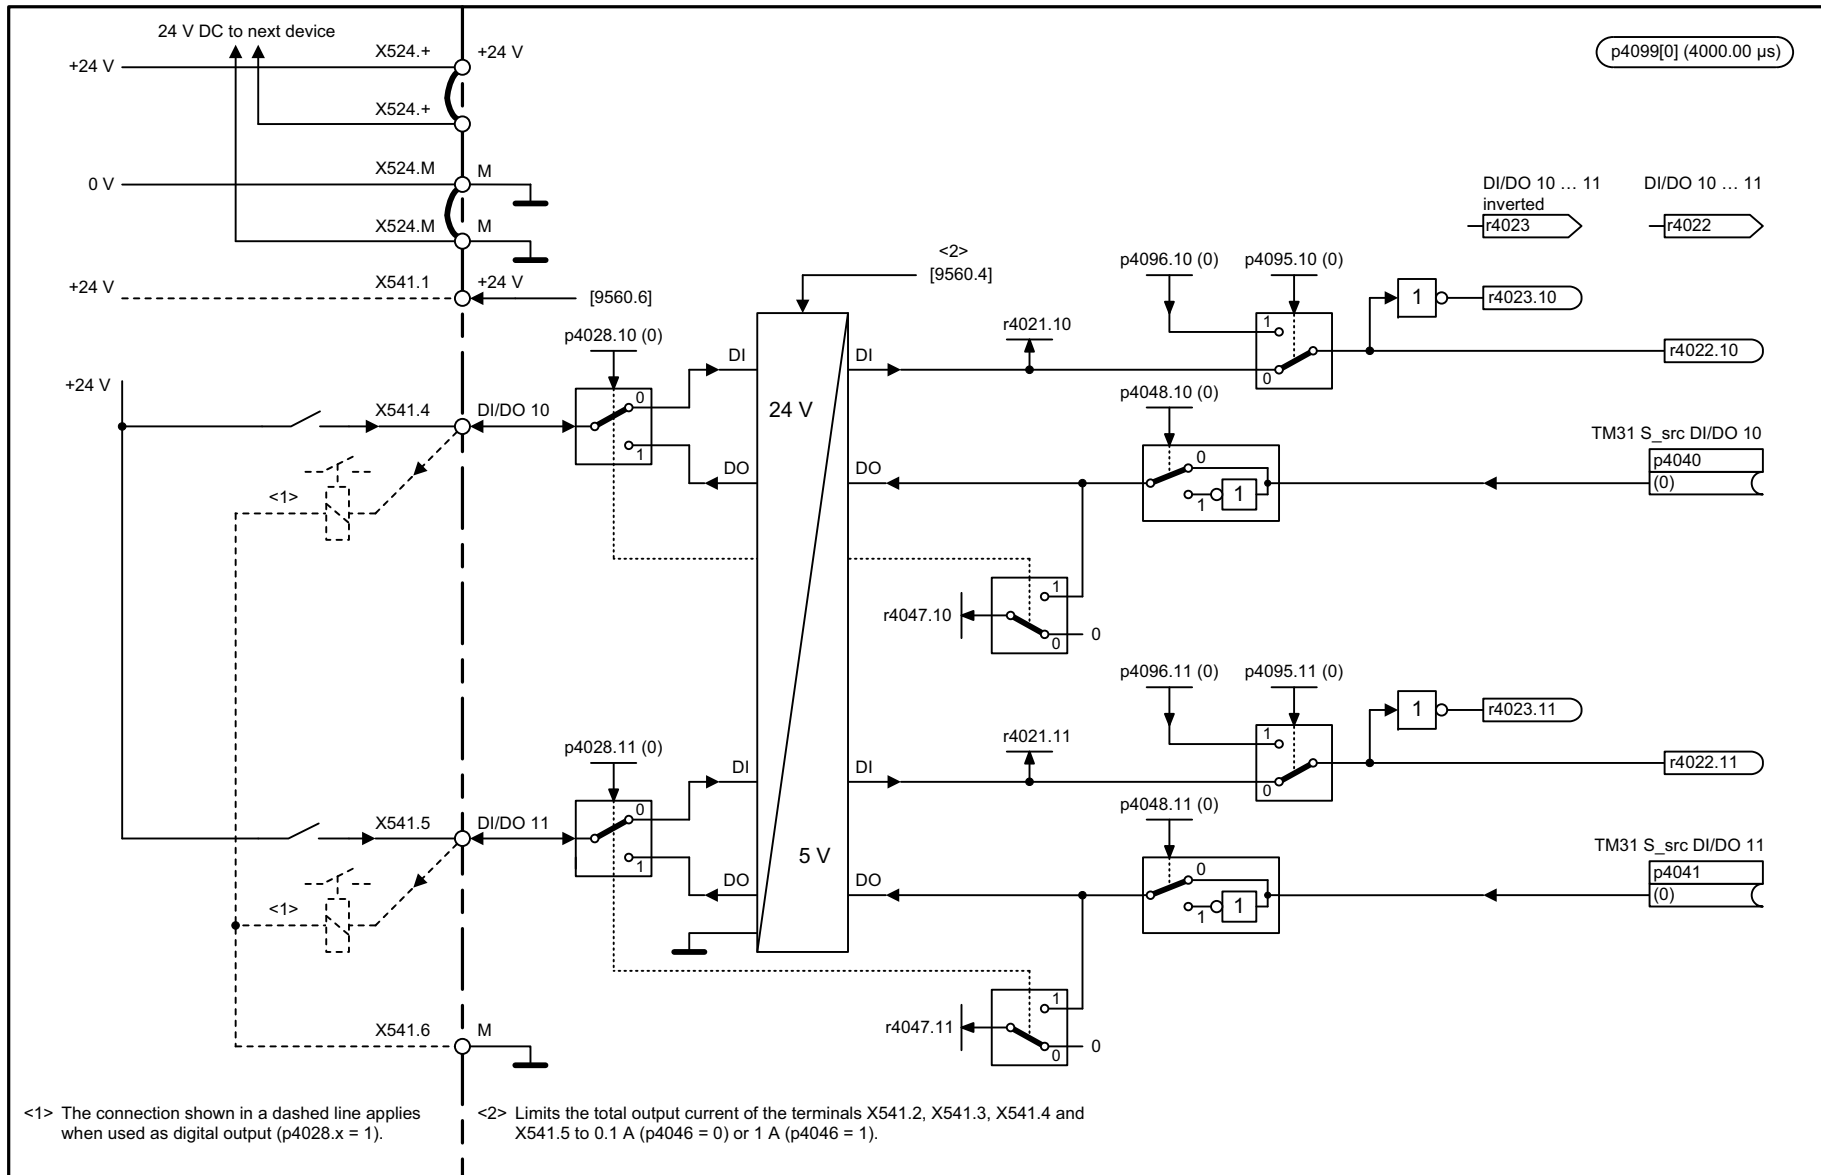 24 V DC to next device
X524.+
+24 V
+24 V
p4099[0] (4000.00 µs)
X524.+
X524.M
M
0 V
DI/DO 10 … 11
inverted
r4023
DI/DO 10 … 11
r4022
X524.M
M
<2>
[9560.4]
+24 V
X541.1
+24 V
[9560.6]
p4096.10 (0)
p4095.10 (0)
1
r4023.10
p4028.10 (0)
r4021.10
1
0
r4022.10
DI
DI
+24 V
X541.4
DI/DO 10
0
1
24 V
p4048.10 (0)
TM31 S_src DI/DO 10
p4040
(0)
DO
DO
0
1
1
<1>
r4047.10
1
0
0
p4096.11 (0)
p4095.11 (0)
1
r4023.11
p4028.11 (0)
r4021.11
1
0
r4022.11
DI
DI
X541.5
DI/DO 11
0
1
5 V
p4048.11 (0)
TM31 S_src DI/DO 11
p4041
(0)
DO
DO
0
1
1
<1>
r4047.11
1
0
0
X541.6
M
<1> The connection shown in a dashed line applies
when used as digital output (p4028.x = 1).
<2> Limits the total output current of the terminals X541.2, X541.3, X541.4 and
X541.5 to 0.1 A (p4046 = 0) or 1 A (p4046 = 1).